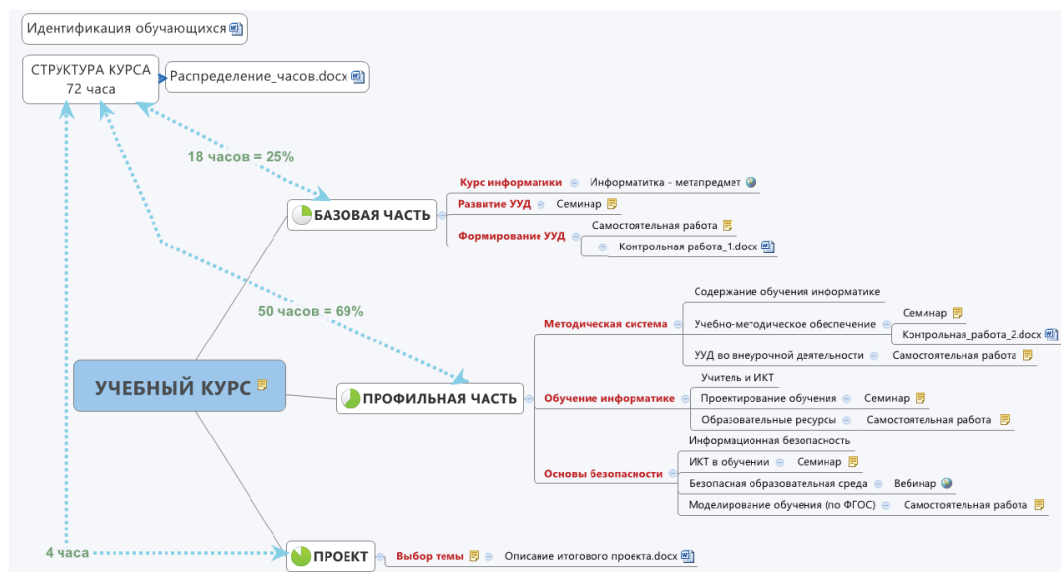 Идентификация обучающихся
СТРУКТУРА КУРСА
72 часа
Распределение_часов.docx
18 часов = 25%
Курс информатики
Информатитка - метапредмет
Развитие УУД
Семинар
БАЗОВАЯ ЧАСТЬ
Формирование УУД
Самостоятельная работа
Контрольная работа_1.docx
50 часов = 69%
Содержание обучения информатике
Методическая система
Учебно-методическое обеспечение
Семинар
Контрольная_работа_2.docx
УУД во внеурочной деятельности
Самостоятельная работа
УЧЕБНЫЙ КУРС
ПРОФИЛЬНАЯ ЧАСТЬ
Обучение информатике
Учитель и ИКТ
Проектирование обучения
Семинар
Образовательные ресурсы
Самостоятельная работа
Основы безопасности
Информационная безопасность
ИКТ в обучении
Семинар
Безопасная образовательная среда
Вебинар
Моделирование обучения (по ФГОС)
Самостоятельная работа
4 часа
ПРОЕКТ
Выбор темы
Описание итогового проекта.docx